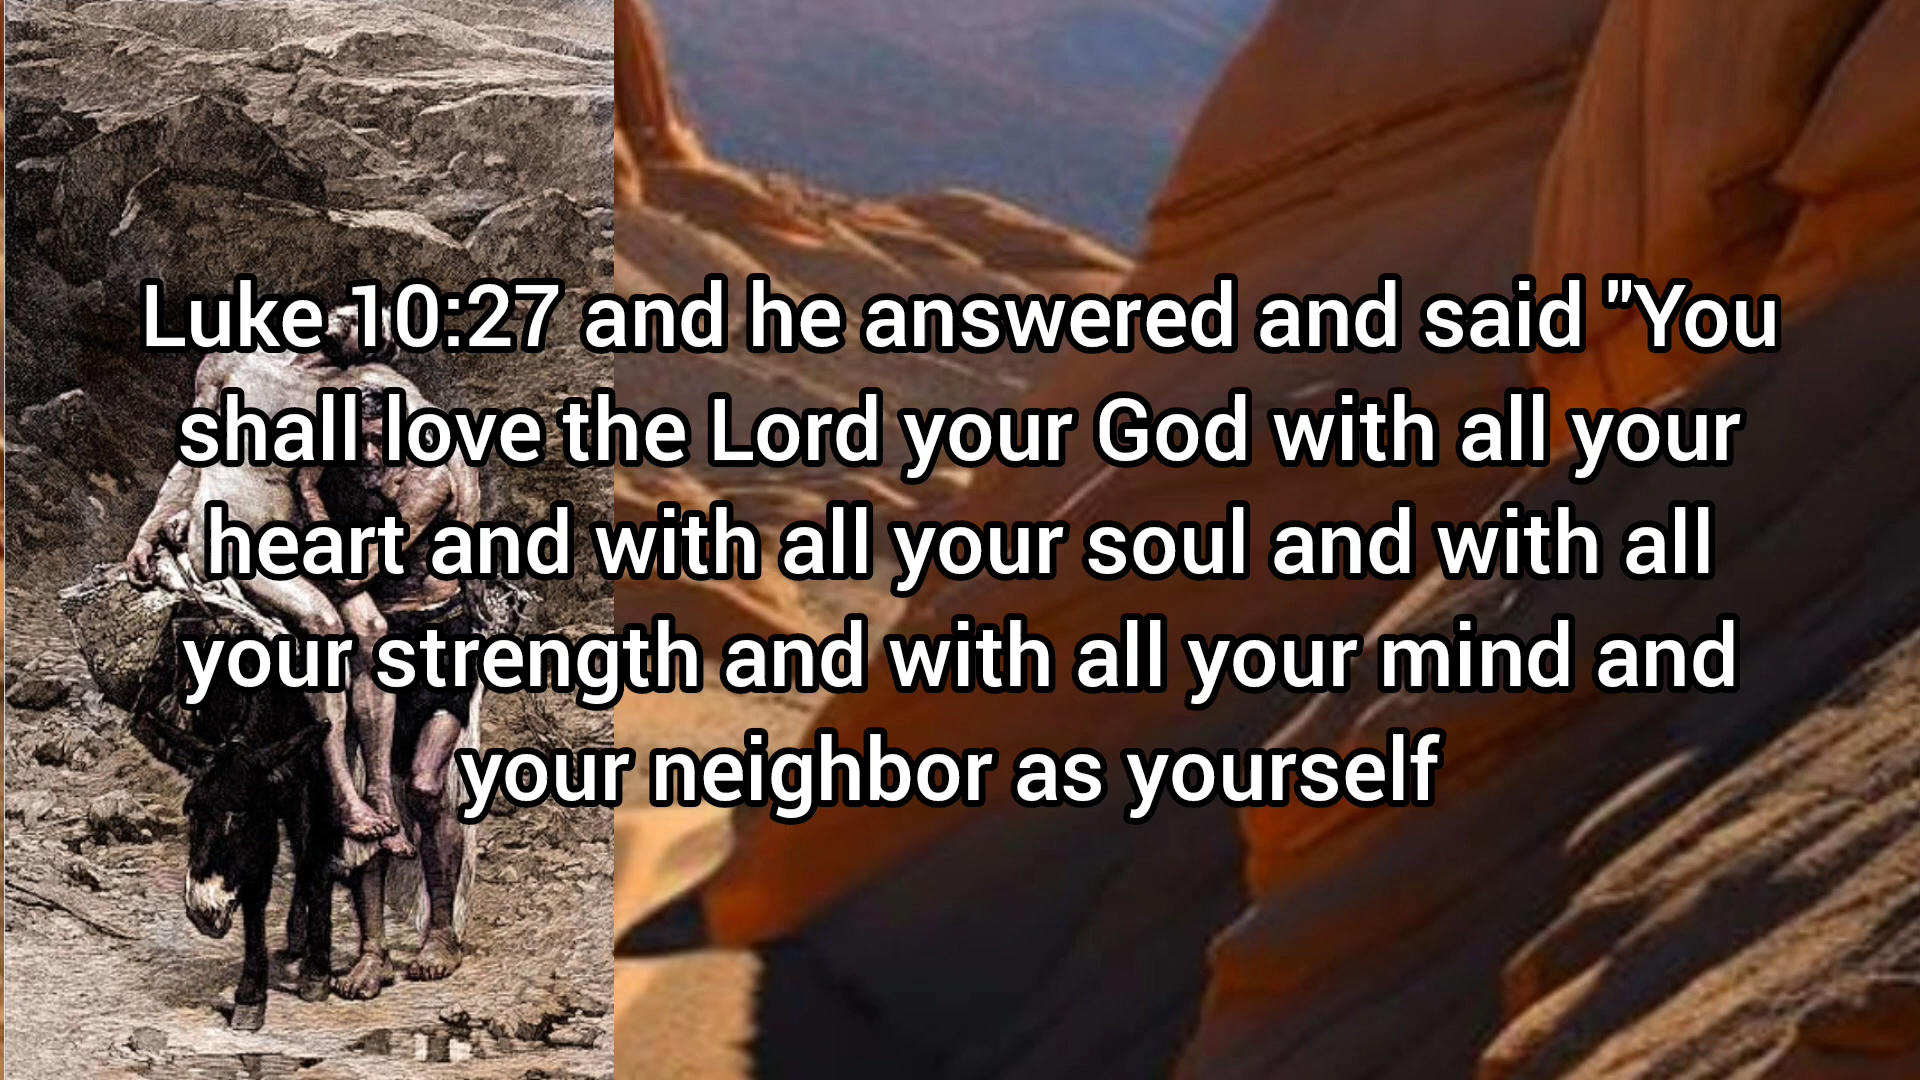 Luke 10:27 and he answered and said "You
shall love the Lord your God with all your
heart and with all your soul and with all
your strength and with all your mind and
your neighbor as yourself